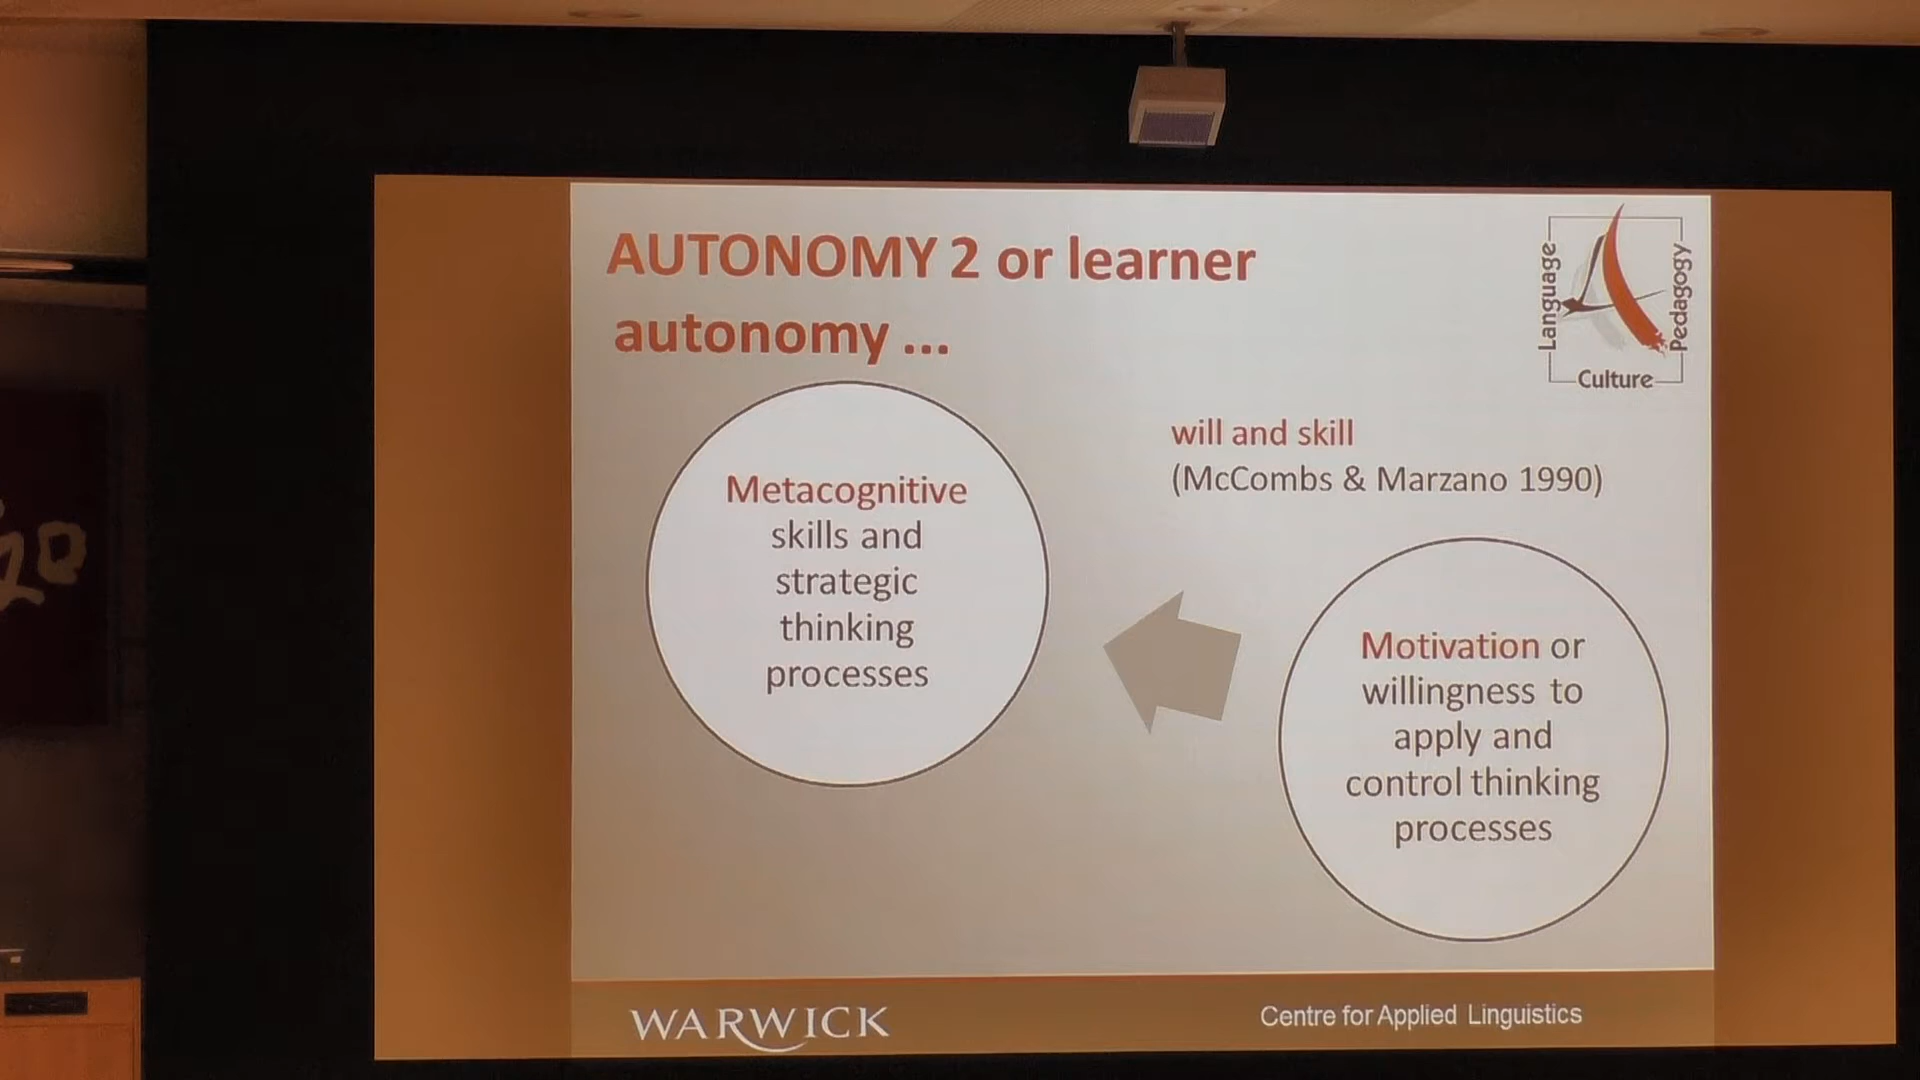 AUTONOMY 2 or learner
autonomy ...
Language
Pedagogy
Culture
will and skill
(McCombs & Marzano 1990)
Metacognitive
skills and
strategic
thinking
processes
Motivation or
willingness to
apply and
control thinking
processes
WARWICK
Centre for Applied Linguistics